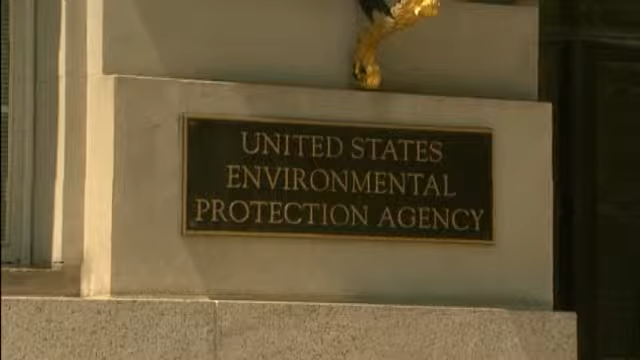 UNITED STATES
ENVIRONMENTAL
PROTECTION AGENCY